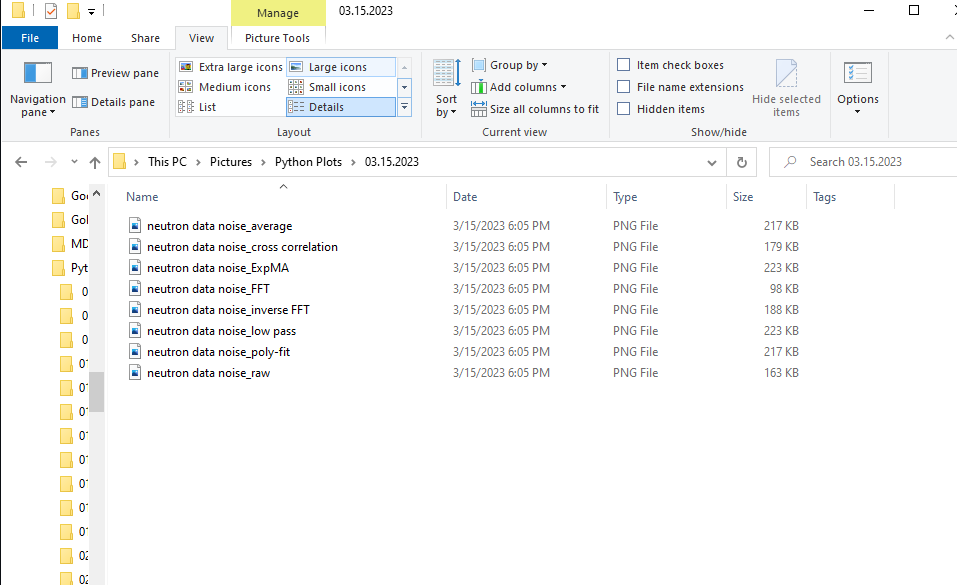 Manage 03.15.2023
File Home Share View Picture Tools
Navigation pane
Preview pane
Details pane
Panes
Extra large icons Large icons
Medium icons Small icons
List Details
Layout
Sort by
Group by
Add columns
Size all columns to fit
Current view
Item check boxes
File name extensions
Hidden items
Hide selected items
Show/hide
Options
This PC > Pictures > Python Plots > 03.15.2023
Search 03.15.2023
Goo
Gol
MD
Pyt
0
0
0
01
01
01
01
01
01
01
01
02
02
Name Date Type Size Tags
neutron data noise_average 3/15/2023 6:05 PM PNG File 217 KB
neutron data noise_cross correlation 3/15/2023 6:05 PM PNG File 179 KB
neutron data noise_ExpMA 3/15/2023 6:05 PM PNG File 223 KB
neutron data noise_FFT 3/15/2023 6:05 PM PNG File 98 KB
neutron data noise_inverse FFT 3/15/2023 6:05 PM PNG File 188 KB
neutron data noise_low pass 3/15/2023 6:05 PM PNG File 223 KB
neutron data noise_poly-fit 3/15/2023 6:05 PM PNG File 217 KB
neutron data noise_raw 3/15/2023 6:05 PM PNG File 163 KB